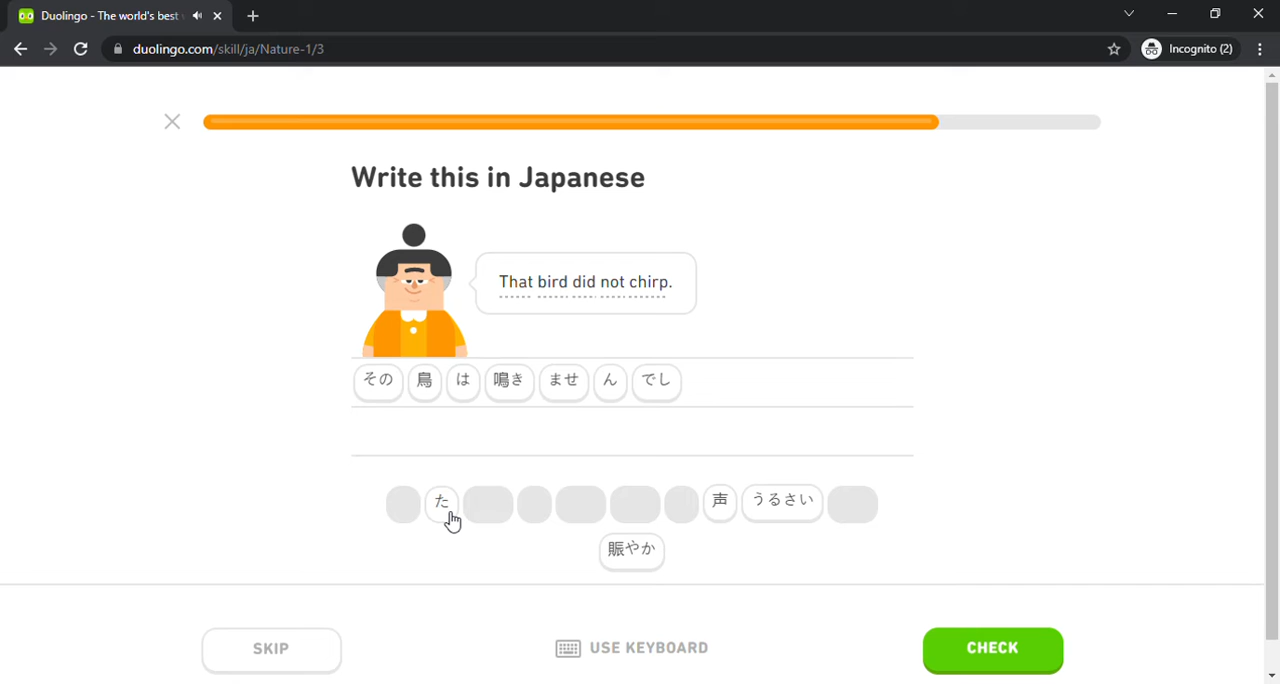 Duolingo - The world's best
duolingo.com/skill/ja/Nature-1/3
Incognito (2)
Write this in Japanese
That bird did not chirp.
その 鳥 は 鳴き ませ ん でし
た 声 うるさい
賑やか
SKIP
USE KEYBOARD
CHECK